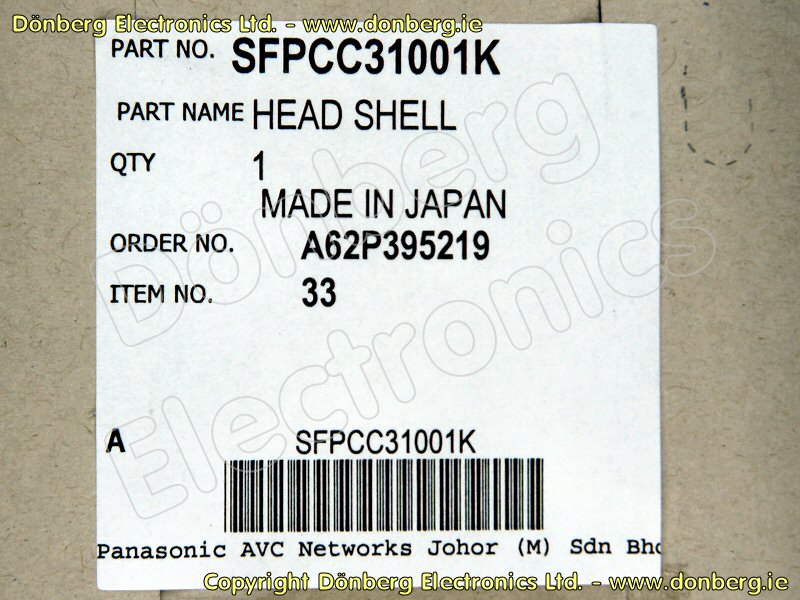 Dönberg Electronics Ltd. - www.donberg.ie
PART NO. SFPCC31001K
PART NAME HEAD SHELL
QTY 1
MADE IN JAPAN
ORDER NO. A62P395219
ITEM NO. 33
Dönberg
Electronics
A SFPCC31001K
Panasonic AVC Networks Johor (M) Sdn Bhd
Copyright Dönberg Electronics Ltd. - www.donberg.ie